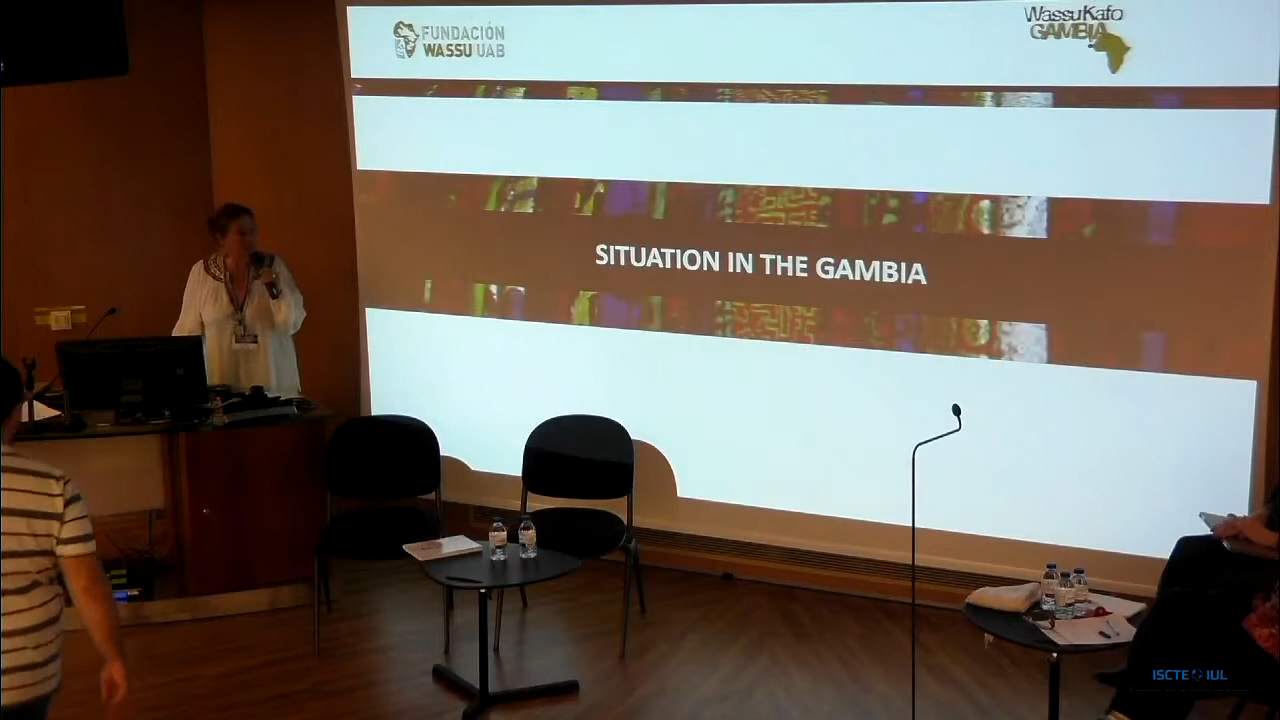 FUNDACIÓN
WASSU UAB
WassuKafo
GAMBIA
SITUATION IN THE GAMBIA
ISCTE IUL